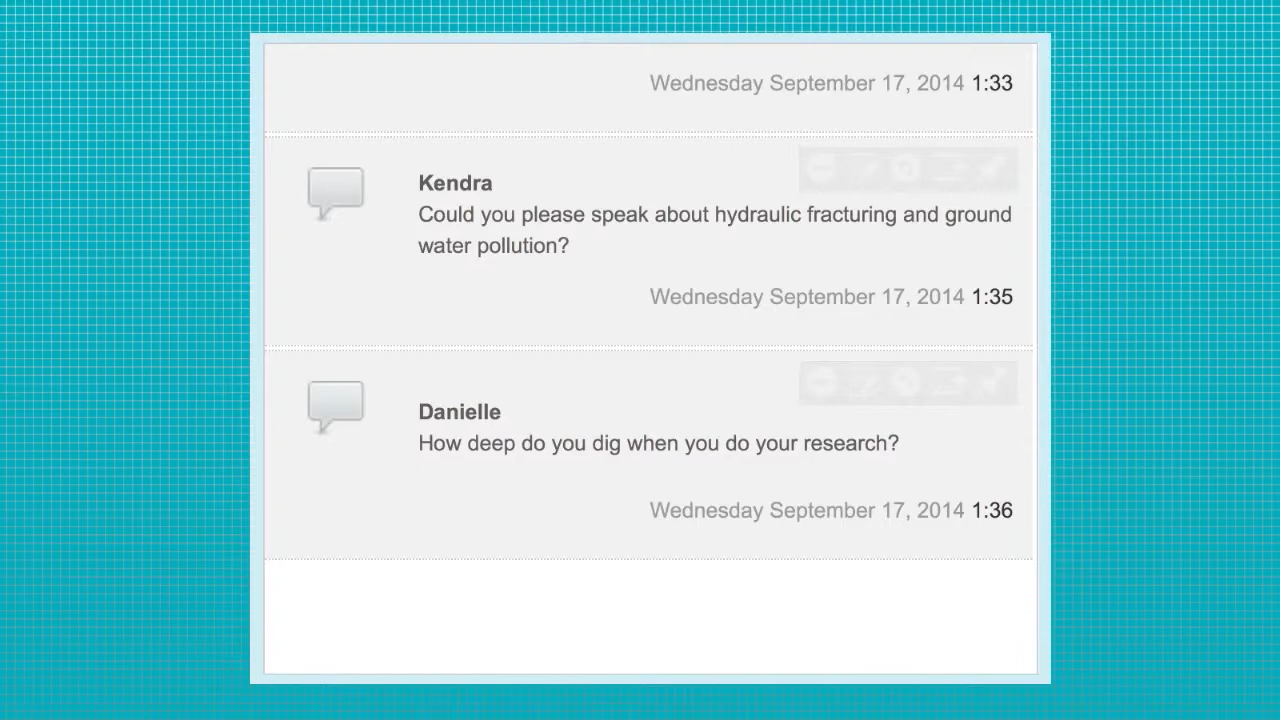 Wednesday September 17, 2014 1:33
Kendra
Could you please speak about hydraulic fracturing and ground
water pollution?
Wednesday September 17, 2014 1:35
Danielle
How deep do you dig when you do your research?
Wednesday September 17, 2014 1:36